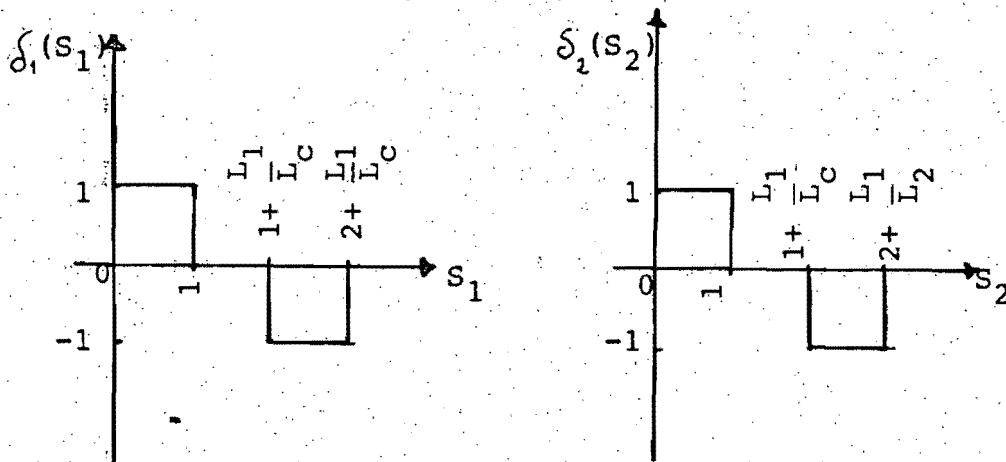 δ₁(S₁)
1
1+ L₁/L_C
2+ L₁/L_C
0
1
S₁
-1
δ₂(S₂)
1
1+ L₁/L_C
2+ L₁/L₂
0
1
S₂
-1